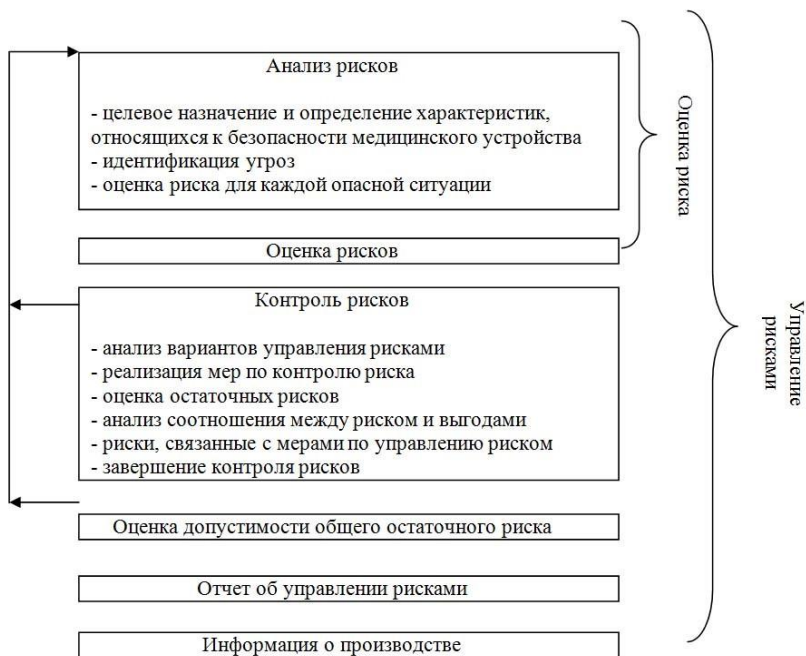 Анализ рисков
- целевое назначение и определение характеристик,
относящихся к безопасности медицинского устройства
- идентификация угроз
- оценка риска для каждой опасной ситуации
Оценка рисков
Контроль рисков
- анализ вариантов управления рисками
- реализация мер по контролю риска
- оценка остаточных рисков
- анализ соотношения между риском и выгодами
- риски, связанные с мерами по управлению риском
- завершение контроля рисков
Оценка допустимости общего остаточного риска
Отчет об управлении рисками
Информация о производстве
Оценка риска
Управление
рисками